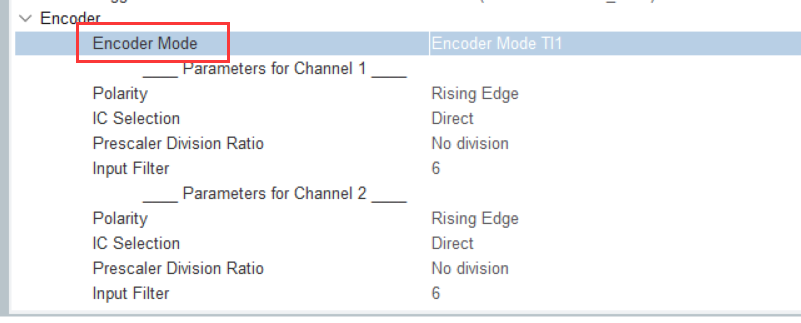 Encoder
Encoder Mode Encoder Mode TI1
____ Parameters for Channel 1 ____
Polarity Rising Edge
IC Selection Direct
Prescaler Division Ratio No division
Input Filter 6
____ Parameters for Channel 2 ____
Polarity Rising Edge
IC Selection Direct
Prescaler Division Ratio No division
Input Filter 6